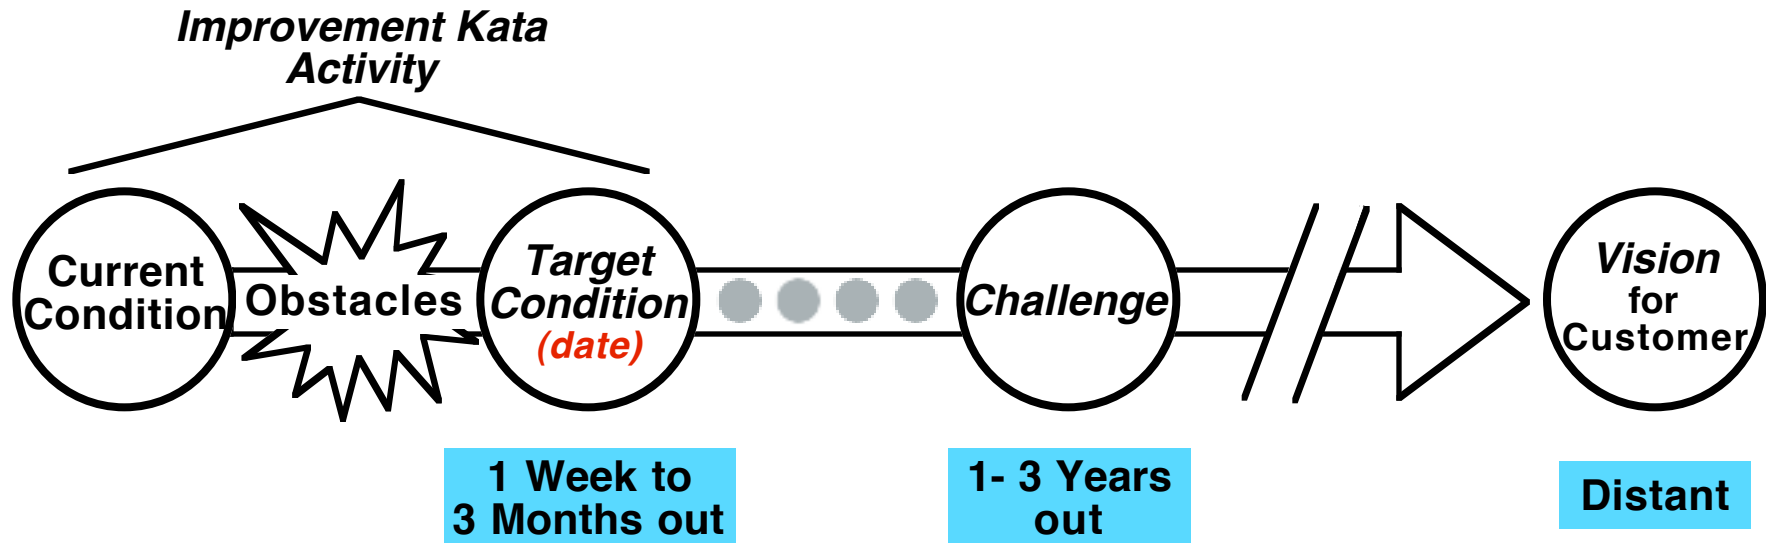 Improvement Kata
Activity
Current
Condition
Obstacles
Target
Condition
(date)
Challenge
Vision
for
Customer
1 Week to
3 Months out
1- 3 Years
out
Distant